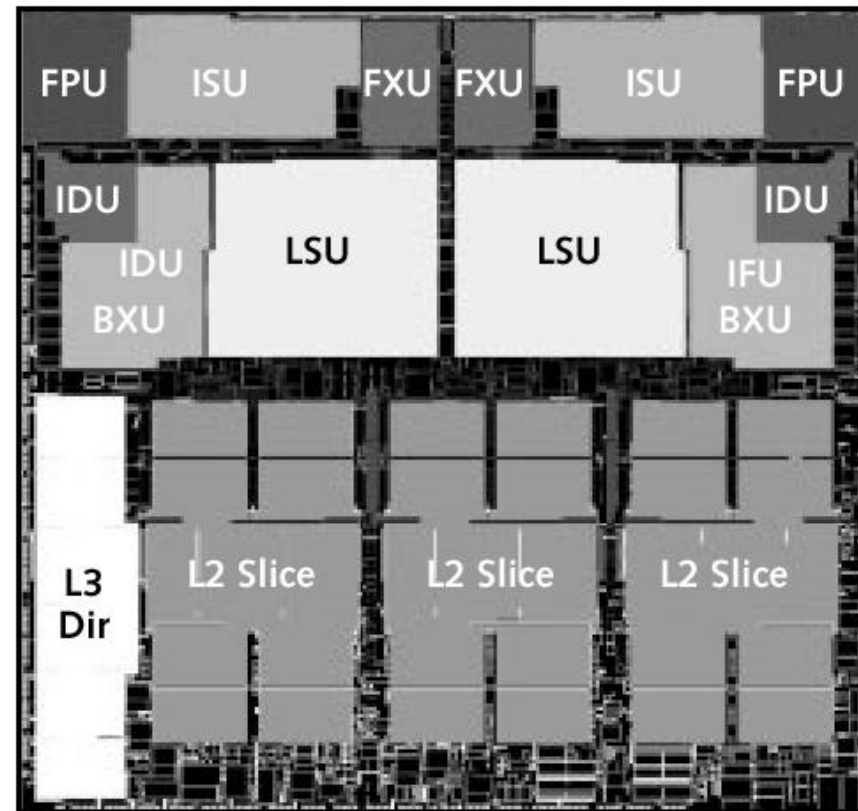 FPU ISU FXU FXU ISU FPU
IDU IDU
LSU LSU
IDU IFU
BXU BXU
L3 Dir
L2 Slice L2 Slice L2 Slice